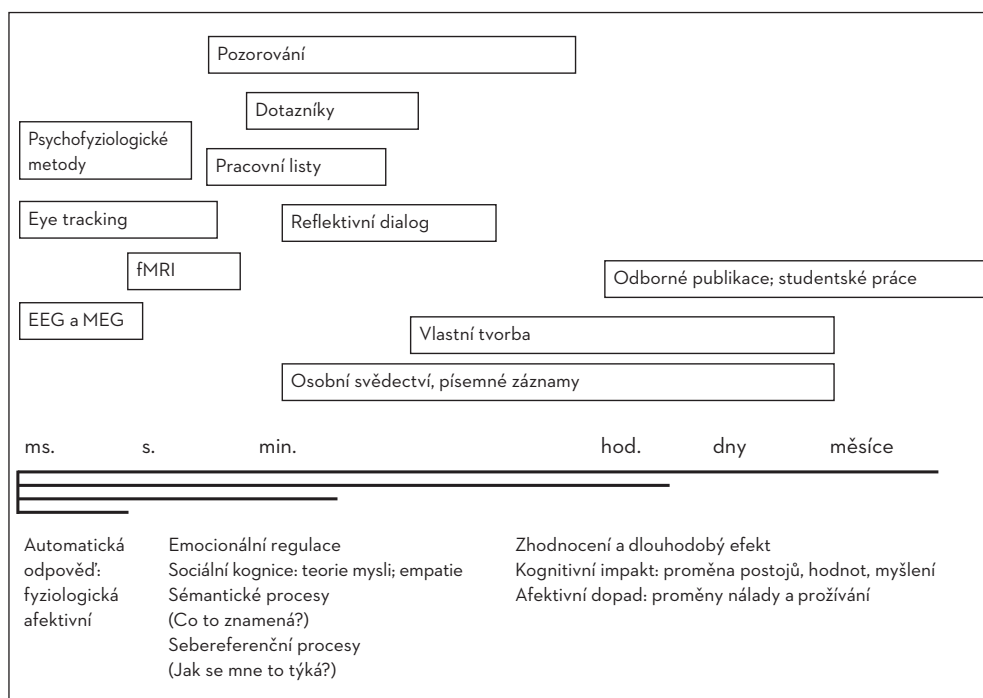 Pozorování
Dotazníky
Psychofyziologické
metody
Pracovní listy
Eye tracking
Reflektivní dialog
fMRI
Odborné publikace; studentské práce
EEG a MEG
Vlastní tvorba
Osobní svědectví, písemné záznamy
ms. s. min. hod. dny měsíce
Automatická
odpověď:
fyziologická
afektivní
Emocionální regulace
Sociální kognice: teorie mysli; empatie
Sémantické procesy
(Co to znamená?)
Sebereferenční procesy
(Jak se mne to týká?)
Zhodnocení a dlouhodobý efekt
Kognitivní impakt: proměna postojů, hodnot, myšlení
Afektivní dopad: proměny nálady a prožívání